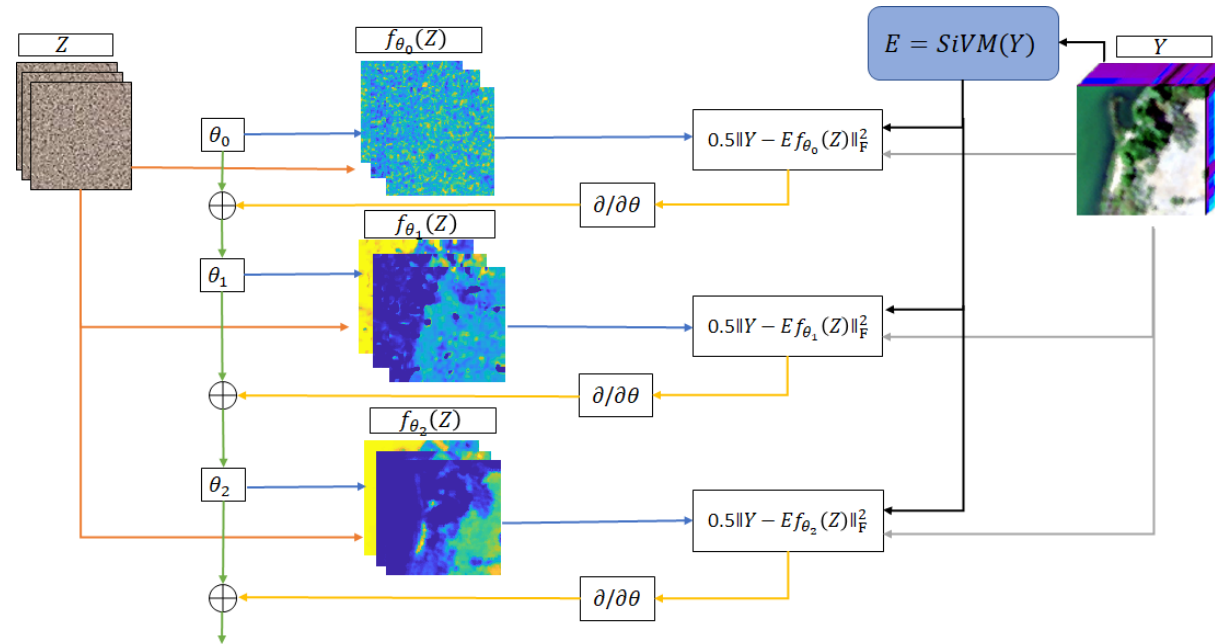 Z
f_{θ_0}(Z)
E = SiVM(Y)
Y
θ_0
0.5‖Y − Ef_{θ_0}(Z)‖_F^2
∂/∂θ
f_{θ_1}(Z)
θ_1
0.5‖Y − Ef_{θ_1}(Z)‖_F^2
∂/∂θ
f_{θ_2}(Z)
θ_2
0.5‖Y − Ef_{θ_2}(Z)‖_F^2
∂/∂θ